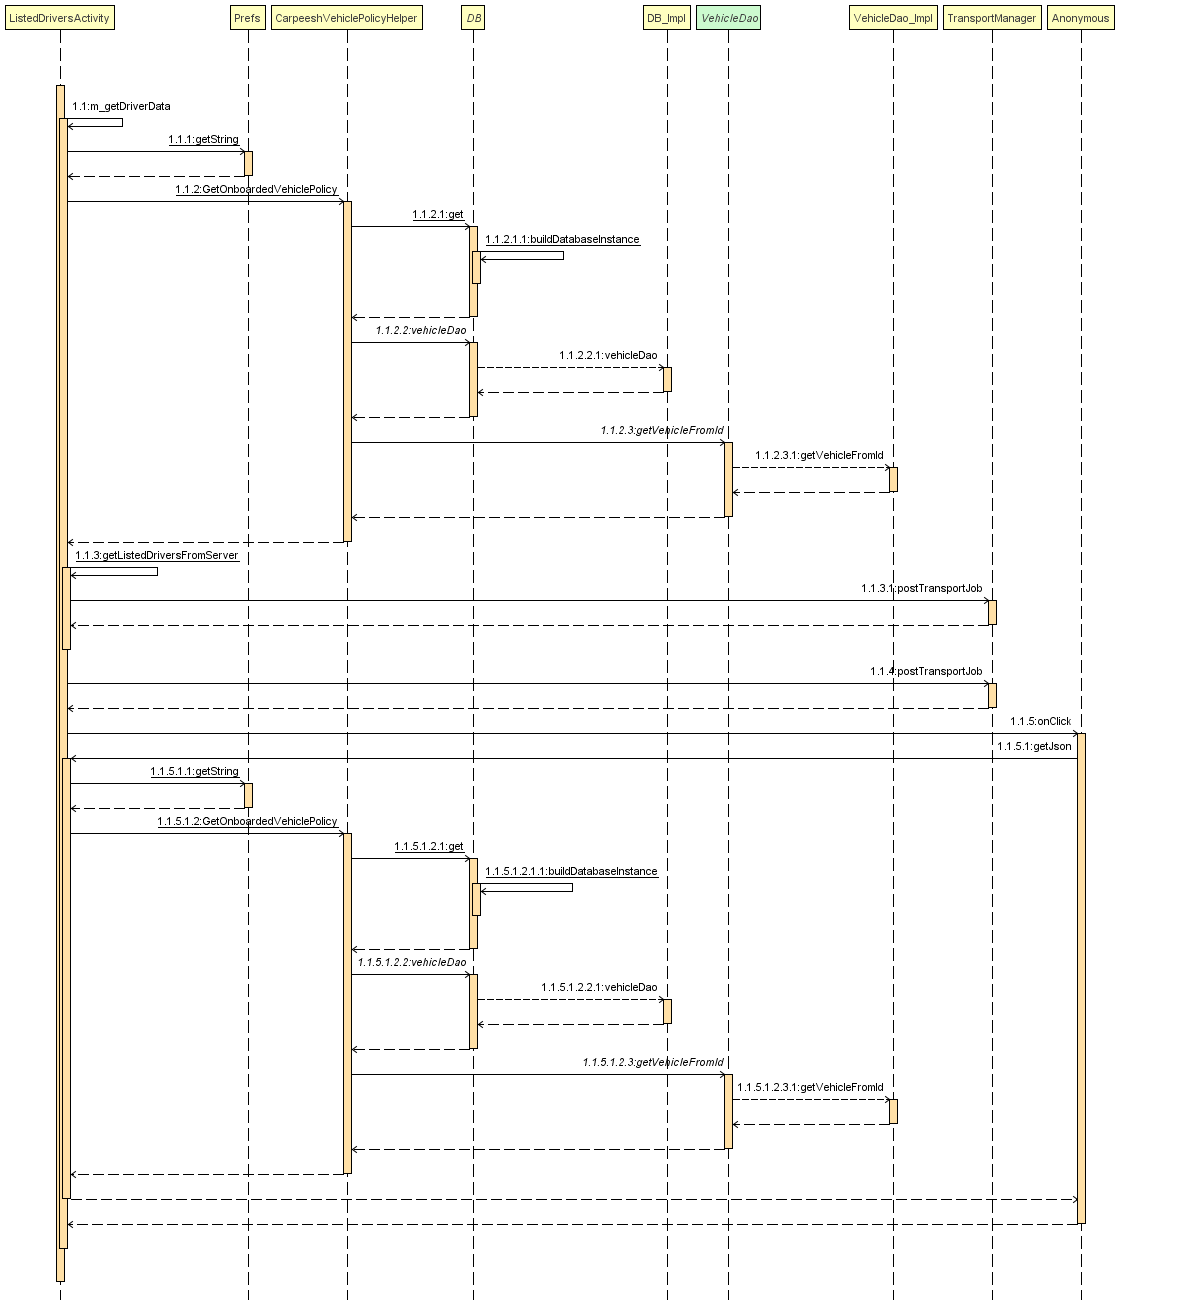 ListedDriversActivity
Prefs
CarpeeshVehiclePolicyHelper
DB
DB_Impl
VehicleDao
VehicleDao_Impl
TransportManager
Anonymous
1.1:m_getDriverData
1.1.1:getString
1.1.2:GetOnboardedVehiclePolicy
1.1.2.1:get
1.1.2.1.1:buildDatabaseInstance
1.1.2.2:vehicleDao
1.1.2.2.1:vehicleDao
1.1.2.3:getVehicleFromId
1.1.2.3.1:getVehicleFromId
1.1.3:getListedDriversFromServer
1.1.3.1:postTransportJob
1.1.4:postTransportJob
1.1.5:onClick
1.1.5.1:getJson
1.1.5.1.1:getString
1.1.5.1.2:GetOnboardedVehiclePolicy
1.1.5.1.2.1:get
1.1.5.1.2.1.1:buildDatabaseInstance
1.1.5.1.2.2:vehicleDao
1.1.5.1.2.2.1:vehicleDao
1.1.5.1.2.3:getVehicleFromId
1.1.5.1.2.3.1:getVehicleFromId